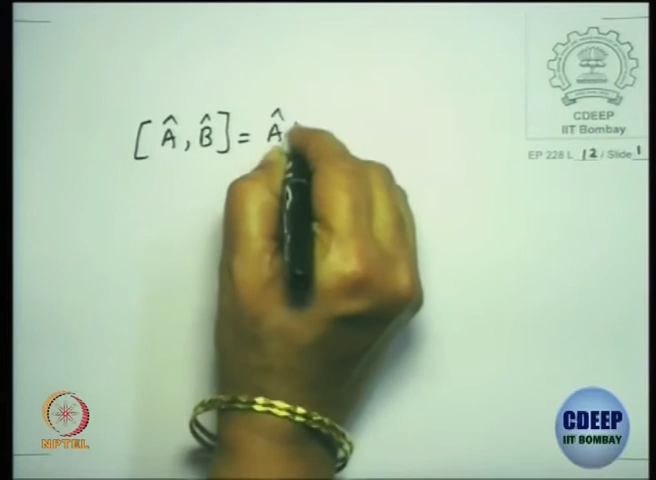 CDEEP
IIT Bombay
EP 228 L 12 / Slide 1
[Â, B̂] = Â
NPTEL
CDEEP
IIT BOMBAY